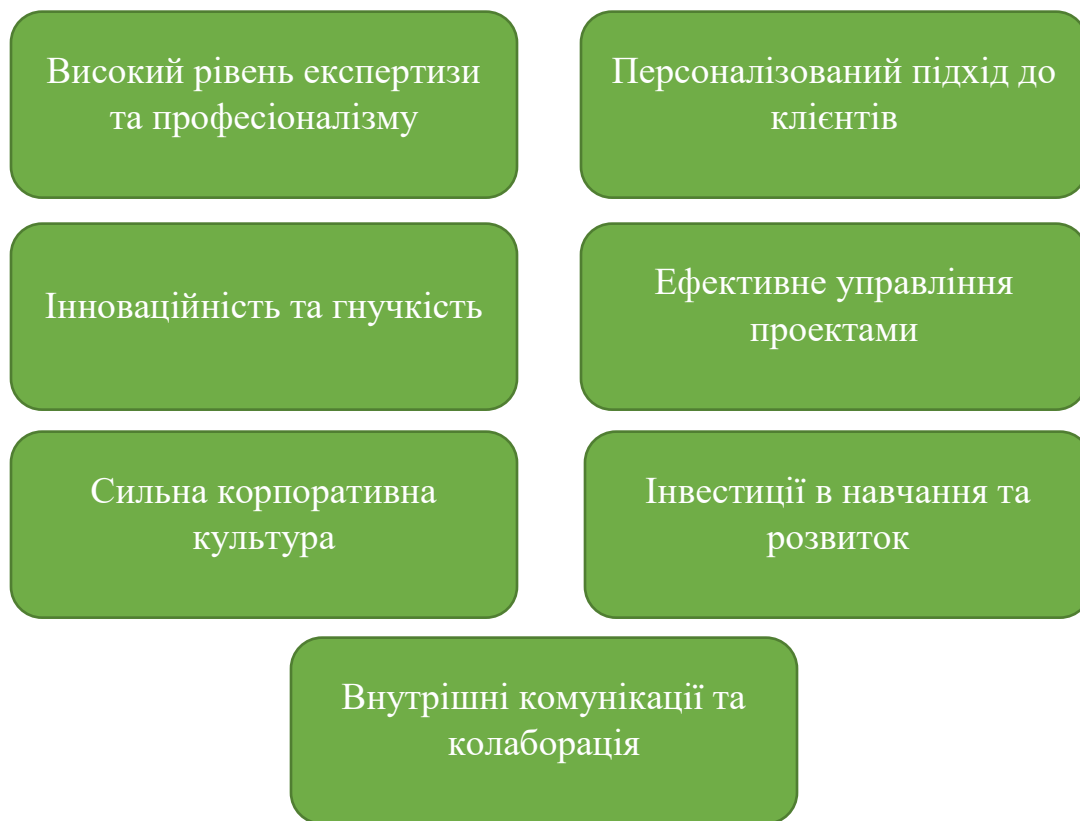 Високий рівень експертизи
та професіоналізму
Персоналізований підхід до
клієнтів
Інноваційність та гнучкість
Ефективне управління
проектами
Сильна корпоративна
культура
Інвестиції в навчання та
розвиток
Внутрішні комунікації та
колаборація